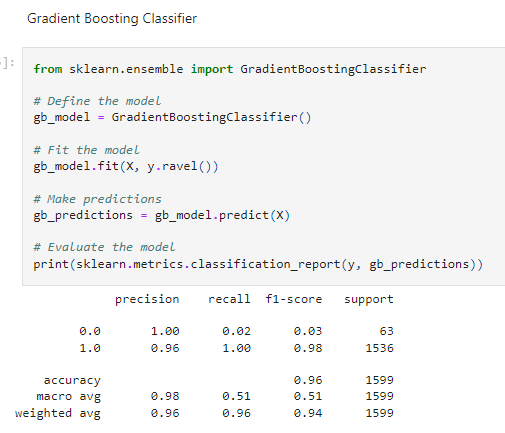 Gradient Boosting Classifier
]:
from sklearn.ensemble import GradientBoostingClassifier
# Define the model
gb_model = GradientBoostingClassifier()
# Fit the model
gb_model.fit(X, y.ravel())
# Make predictions
gb_predictions = gb_model.predict(X)
# Evaluate the model
print(sklearn.metrics.classification_report(y, gb_predictions))
precision recall f1-score support
0.0 1.00 0.02 0.03 63
1.0 0.96 1.00 0.98 1536
accuracy 0.96 1599
macro avg 0.98 0.51 0.51 1599
weighted avg 0.96 0.96 0.94 1599